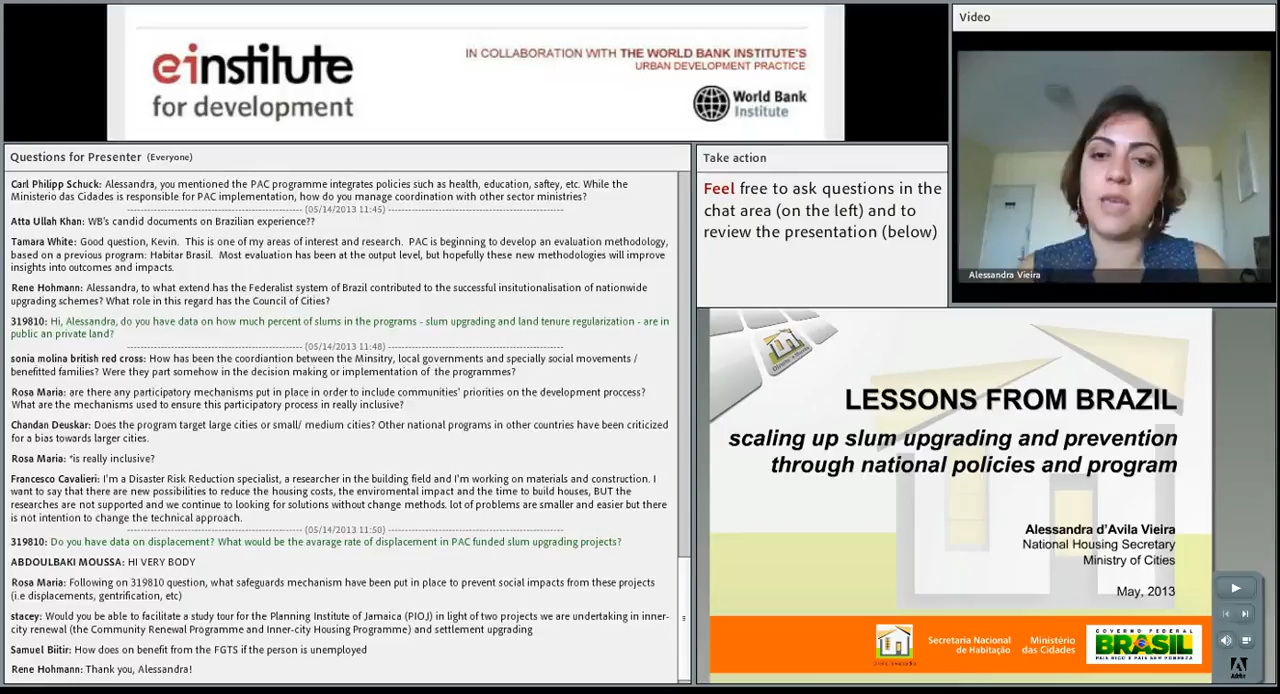 einstitute
for development
IN COLLABORATION WITH THE WORLD BANK INSTITUTE'S
URBAN DEVELOPMENT PRACTICE
World Bank
Institute
Video
Alessandra Vieira
Questions for Presenter (Everyone)
Carl Philipp Schuck: Alessandra, you mentioned the PAC programme integrates policies such as health, education, saftey, etc. While the
Ministerio das Cidades is responsible for PAC implementation, how do you manage coordination with other sector ministries?
(05/14/2013 11:45)
Atta Ullah Khan: WB's candid documents on Brazilian experience??
Tamara White: Good question, Kevin. This is one of my areas of interest and research. PAC is beginning to develop an evaluation methodology,
based on a previous program: Habitar Brasil. Most evaluation has been at the output level, but hopefully these new methodologies will improve
insights into outcomes and impacts.
Rene Hohmann: Alessandra, to what extend has the Federalist system of Brazil contributed to the successful insitutionalisation of nationwide
upgrading schemes? What role in this regard has the Council of Cities?
319810: Hi, Alessandra, do you have data on how much percent of slums in the programs - slum upgrading and land tenure regularization - are in
public an private land?
(05/14/2013 11:48)
sonia molina british red cross: How has been the coordiantion between the Minsitry, local governments and specially social movements /
benefitted families? Were they part somehow in the decision making or implementation of the programmes?
Rosa Maria: are there any participatory mechanisms put in place in order to include communities' priorities on the development proccess?
What are the mechanisms used to ensure this participatory process in really inclusive?
Chandan Deuskar: Does the program target large cities or small/ medium cities? Other national programs in other countries have been criticized
for a bias towards larger cities.
Rosa Maria: *is really inclusive?
Francesco Cavalieri: I'm a Disaster Risk Reduction specialist, a researcher in the building field and I'm working on materials and construction. I
want to say that there are new possibilities to reduce the housing costs, the enviromental impact and the time to build houses, BUT the
researches are not supported and we continue to looking for solutions without change methods. lot of problems are smaller and easier but there
is not intention to change the technical approach.
(05/14/2013 11:50)
319810: Do you have data on displacement? What would be the avarage rate of displacement in PAC funded slum upgrading projects?
ABDOULBAKI MOUSSA: HI VERY BODY
Rosa Maria: Following on 319810 question, what safeguards mechanism have been put in place to prevent social impacts from these projects
(i.e displacements, gentrification, etc)
stacey: Would you be able to facilitate a study tour for the Planning Institute of Jamaica (PIOJ) in light of two projects we are undertaking in inner-
city renewal (the Community Renewal Programme and Inner-city Housing Programme) and settlement upgrading
Samuel Biitir: How does on benefit from the FGTS if the person is unemployed
Rene Hohmann: Thank you, Alessandra!
Take action
Feel free to ask questions in the
chat area (on the left) and to
review the presentation (below)
LESSONS FROM BRAZIL
scaling up slum upgrading and prevention
through national policies and program
Alessandra d'Avila Vieira
National Housing Secretary
Ministry of Cities
May, 2013
Secretaria Nacional
de Habitação
Ministério
das Cidades
GOVERNO FEDERAL
BRASIL
PAÍS RICO É PAÍS SEM POBREZA
Adobe